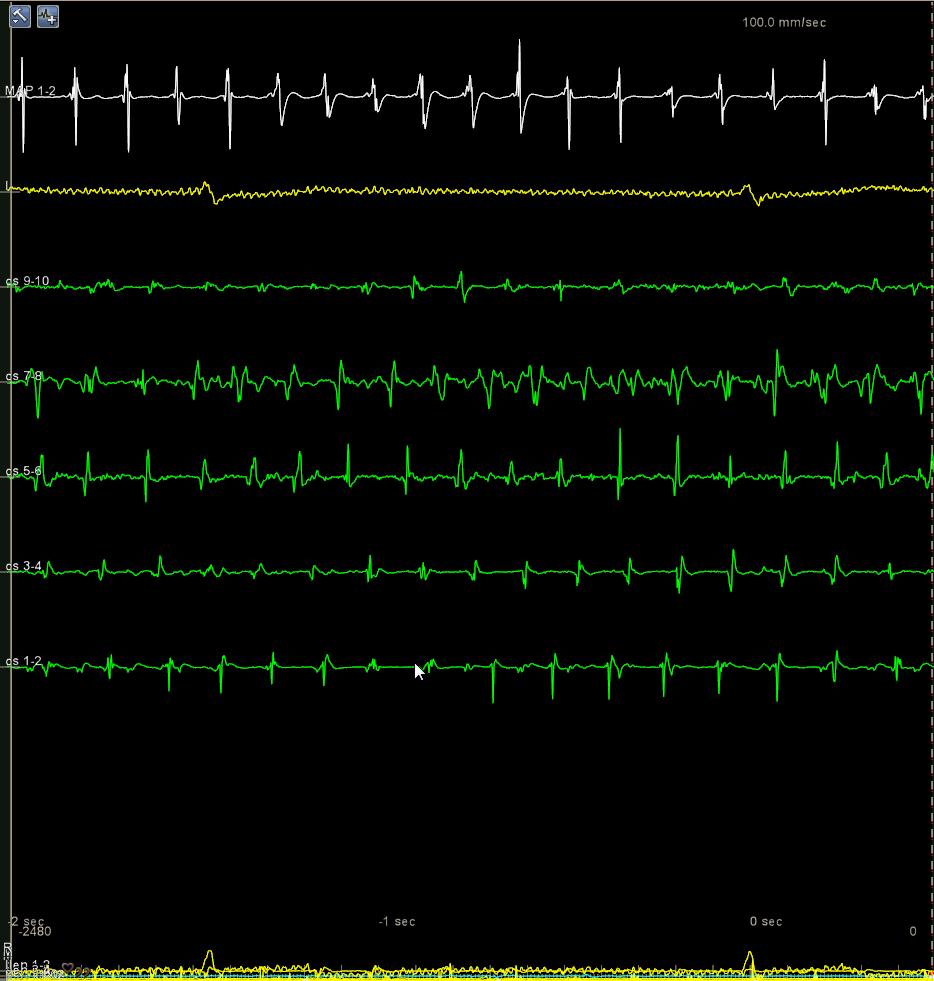 100.0 mm/sec
MAP 1-2
I
cs 9-10
cs 7-8
cs 5-6
cs 3-4
cs 1-2
-2 sec
-1 sec
0 sec
-2480
0